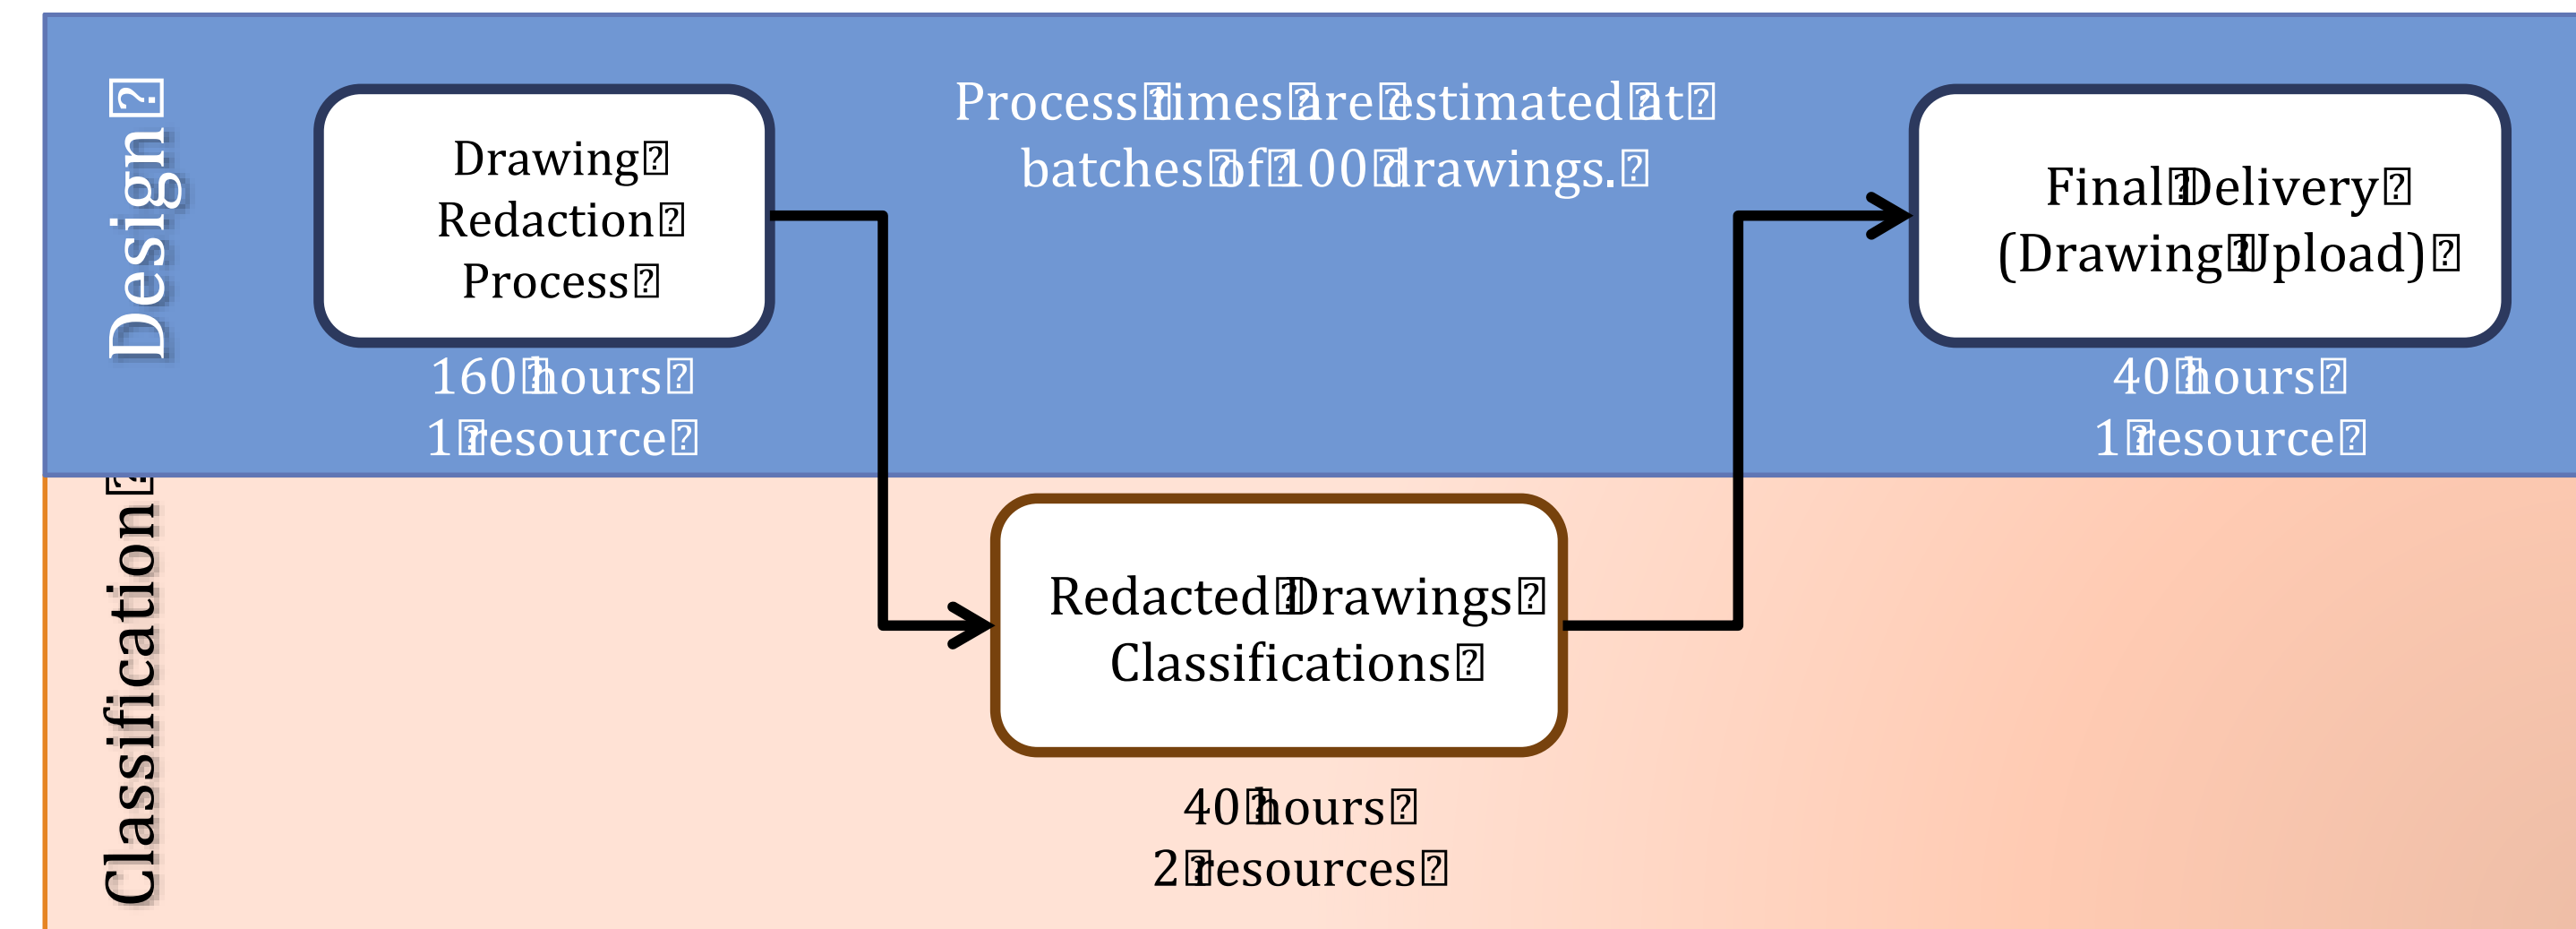 Design
Drawing
Redaction
Process
160 hours
1 resource
Process times are estimated at
batches of 100 drawings.
Final Delivery
(Drawing Upload)
40 hours
1 resource
Classification
Redacted Drawings
Classifications
40 hours
2 resources